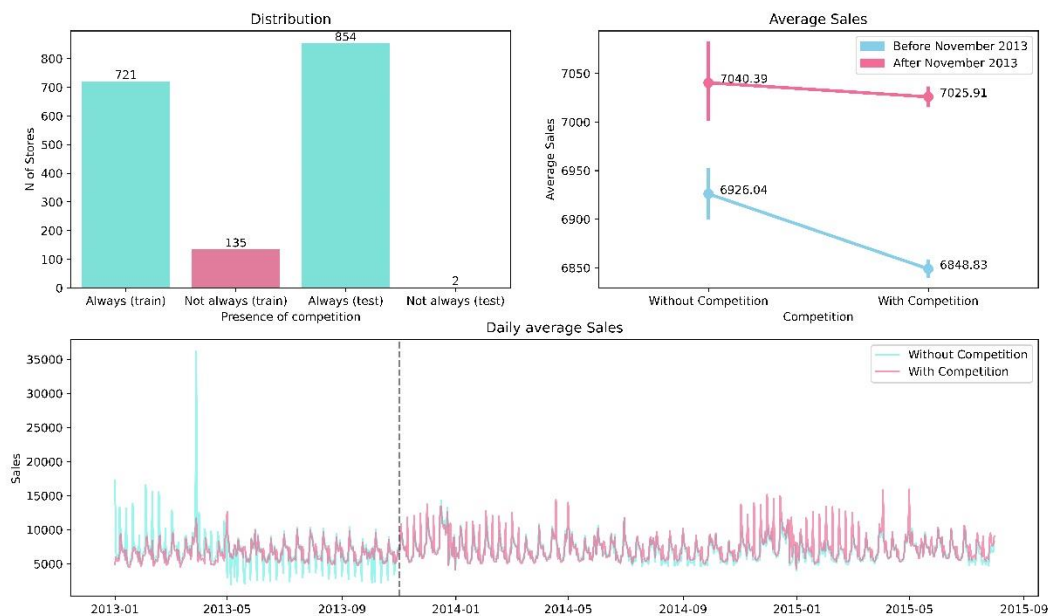 Distribution
N of Stores
800
700
600
500
400
300
200
100
0
721
135
854
2
Always (train)
Not always (train)
Always (test)
Not always (test)
Presence of competition
Average Sales
Average Sales
7050
7000
6950
6900
6850
Before November 2013
After November 2013
7040.39
7025.91
6926.04
6848.83
Without Competition
With Competition
Competition
Daily average Sales
Sales
35000
30000
25000
20000
15000
10000
5000
Without Competition
With Competition
2013-01
2013-05
2013-09
2014-01
2014-05
2014-09
2015-01
2015-05
2015-09